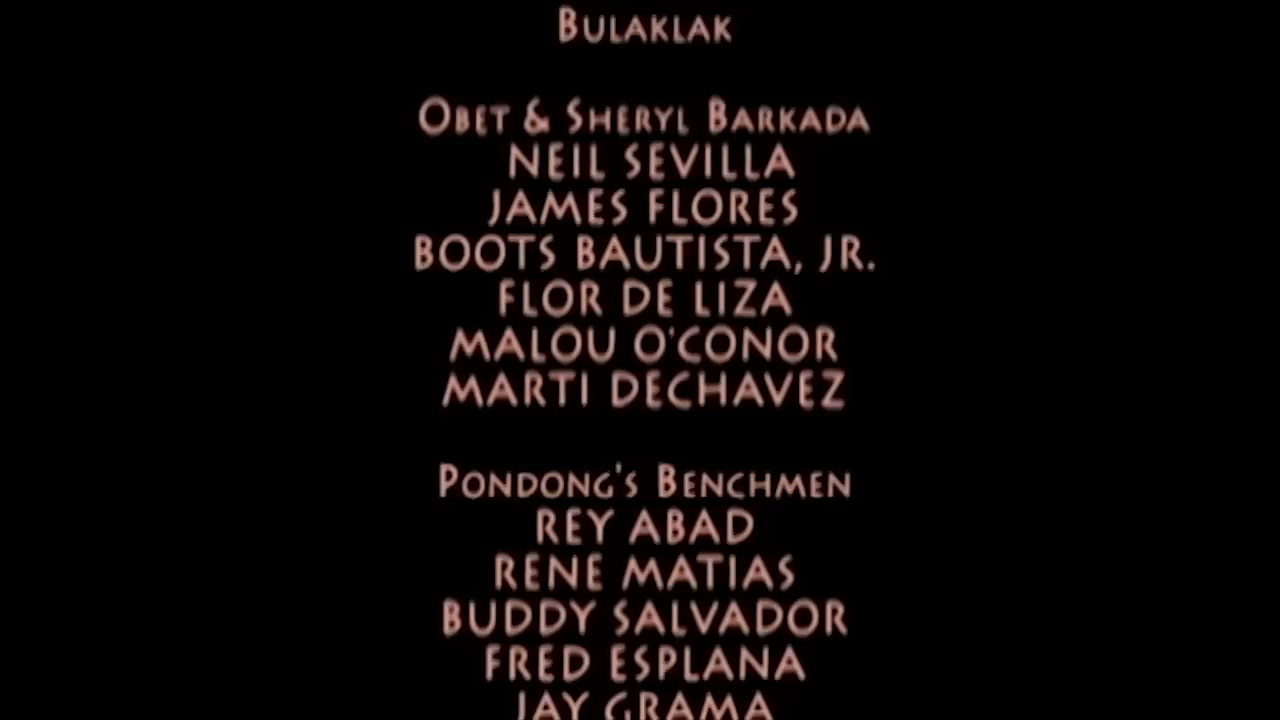 Bulaklak
Obet & Sheryl Barkada
NEIL SEVILLA
JAMES FLORES
BOOTS BAUTISTA, JR.
FLOR DE LIZA
MALOU O'CONOR
MARTI DECHAVEZ
Pondong's Benchmen
REY ABAD
RENE MATIAS
BUDDY SALVADOR
FRED ESPLANA
JAY GRAMA